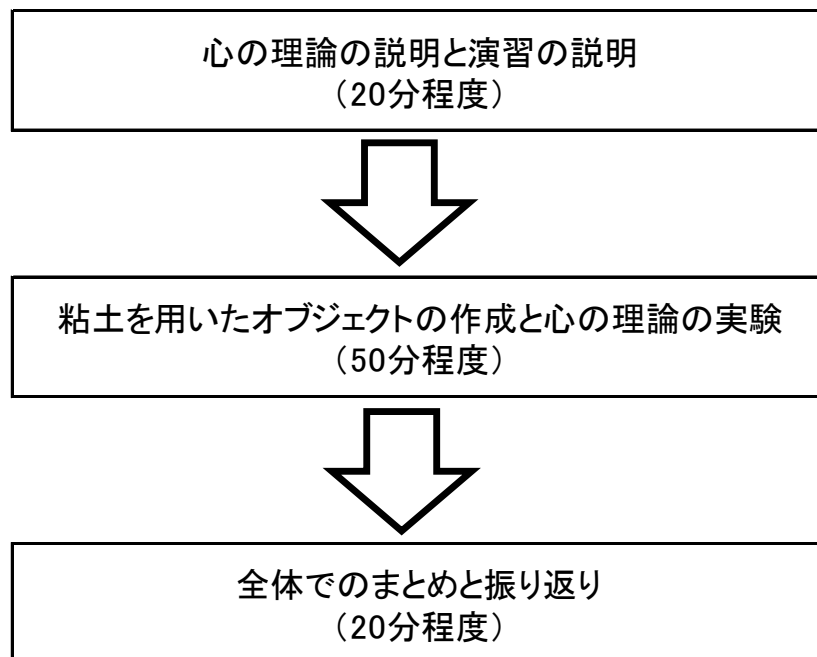 心の理論の説明と演習の説明
（20分程度）
粘土を用いたオブジェクトの作成と心の理論の実験
（50分程度）
全体でのまとめと振り返り
（20分程度）